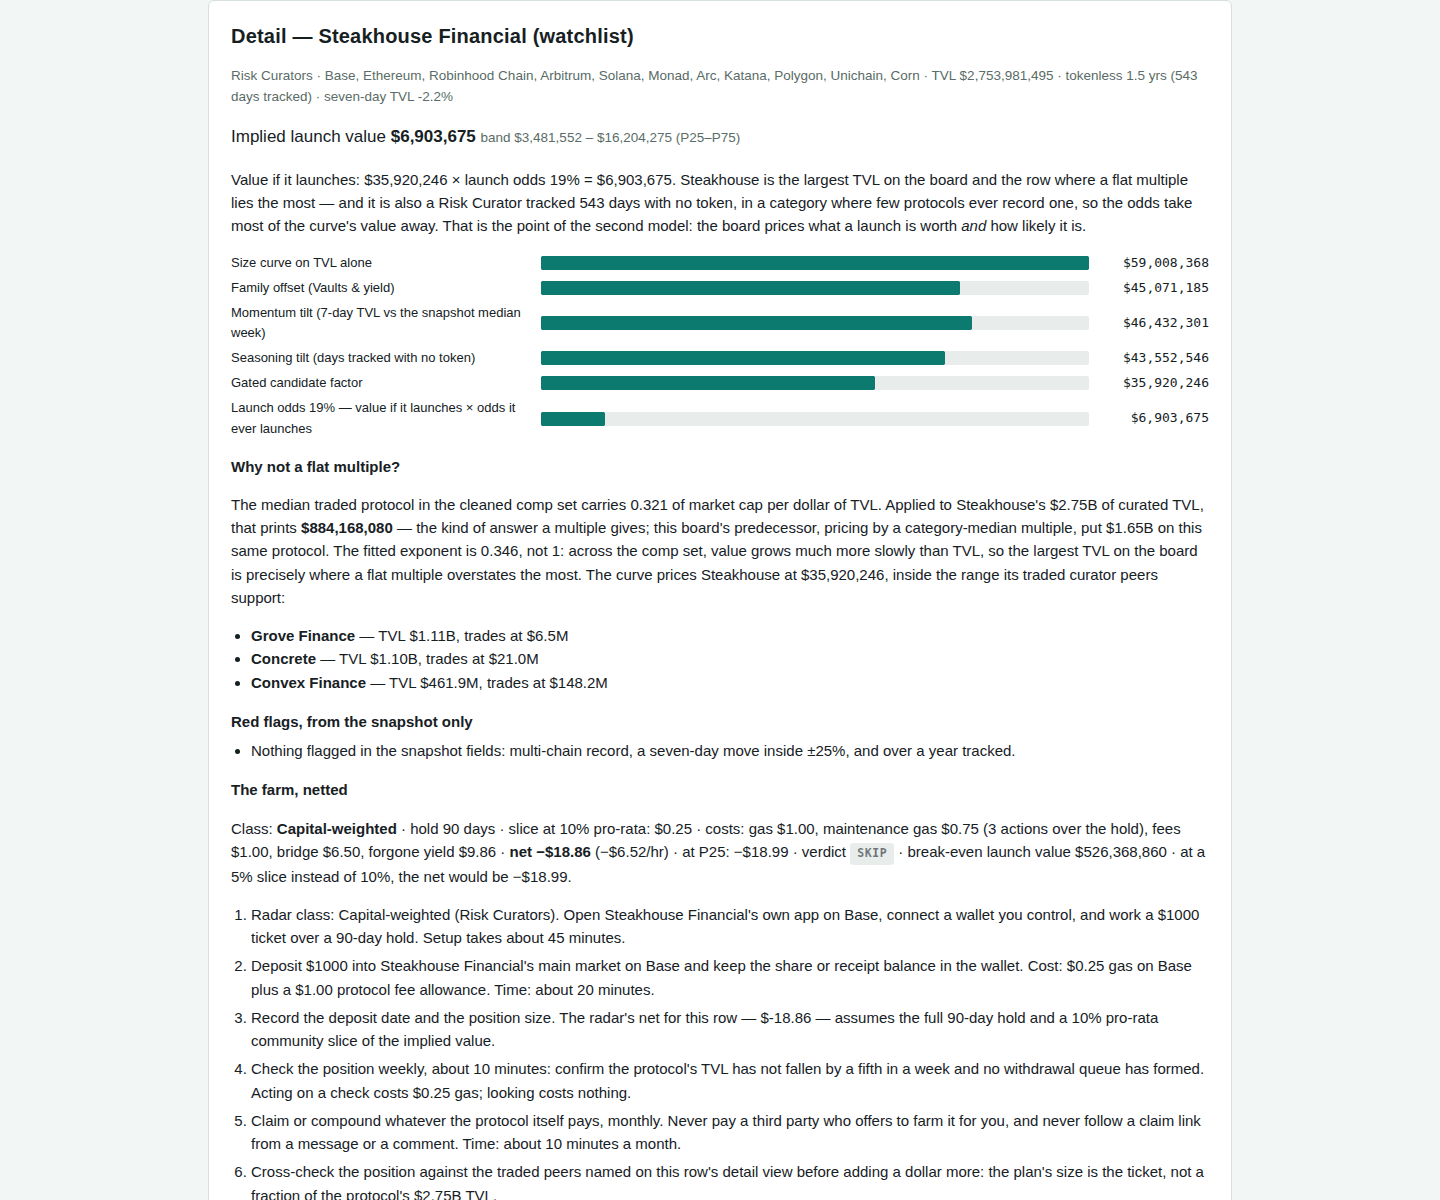 Detail — Steakhouse Financial (watchlist)
Risk Curators · Base, Ethereum, Robinhood Chain, Arbitrum, Solana, Monad, Arc, Katana, Polygon, Unichain, Corn · TVL $2,753,981,495 · tokenless 1.5 yrs (543
days tracked) · seven-day TVL -2.2%
Implied launch value $6,903,675 band $3,481,552 – $16,204,275 (P25–P75)
Value if it launches: $35,920,246 × launch odds 19% = $6,903,675. Steakhouse is the largest TVL on the board and the row where a flat multiple
lies the most — and it is also a Risk Curator tracked 543 days with no token, in a category where few protocols ever record one, so the odds take
most of the curve's value away. That is the point of the second model: the board prices what a launch is worth and how likely it is.
Size curve on TVL alone $59,008,368
Family offset (Vaults & yield) $45,071,185
Momentum tilt (7-day TVL vs the snapshot median
week) $46,432,301
Seasoning tilt (days tracked with no token) $43,552,546
Gated candidate factor $35,920,246
Launch odds 19% — value if it launches × odds it
ever launches $6,903,675
Why not a flat multiple?
The median traded protocol in the cleaned comp set carries 0.321 of market cap per dollar of TVL. Applied to Steakhouse's $2.75B of curated TVL,
that prints $884,168,080 — the kind of answer a multiple gives; this board's predecessor, pricing by a category-median multiple, put $1.65B on this
same protocol. The fitted exponent is 0.346, not 1: across the comp set, value grows much more slowly than TVL, so the largest TVL on the board
is precisely where a flat multiple overstates the most. The curve prices Steakhouse at $35,920,246, inside the range its traded curator peers
support:
• Grove Finance — TVL $1.11B, trades at $6.5M
• Concrete — TVL $1.10B, trades at $21.0M
• Convex Finance — TVL $461.9M, trades at $148.2M
Red flags, from the snapshot only
• Nothing flagged in the snapshot fields: multi-chain record, a seven-day move inside ±25%, and over a year tracked.
The farm, netted
Class: Capital-weighted · hold 90 days · slice at 10% pro-rata: $0.25 · costs: gas $1.00, maintenance gas $0.75 (3 actions over the hold), fees
$1.00, bridge $6.50, forgone yield $9.86 · net −$18.86 (−$6.52/hr) · at P25: −$18.99 · verdict SKIP · break-even launch value $526,368,860 · at a
5% slice instead of 10%, the net would be −$18.99.
1. Radar class: Capital-weighted (Risk Curators). Open Steakhouse Financial's own app on Base, connect a wallet you control, and work a $1000
ticket over a 90-day hold. Setup takes about 45 minutes.
2. Deposit $1000 into Steakhouse Financial's main market on Base and keep the share or receipt balance in the wallet. Cost: $0.25 gas on Base
plus a $1.00 protocol fee allowance. Time: about 20 minutes.
3. Record the deposit date and the position size. The radar's net for this row — $-18.86 — assumes the full 90-day hold and a 10% pro-rata
community slice of the implied value.
4. Check the position weekly, about 10 minutes: confirm the protocol's TVL has not fallen by a fifth in a week and no withdrawal queue has formed.
Acting on a check costs $0.25 gas; looking costs nothing.
5. Claim or compound whatever the protocol itself pays, monthly. Never pay a third party who offers to farm it for you, and never follow a claim link
from a message or a comment. Time: about 10 minutes a month.
6. Cross-check the position against the traded peers named on this row's detail view before adding a dollar more: the plan's size is the ticket, not a
fraction of the protocol's $2.75B TVL.